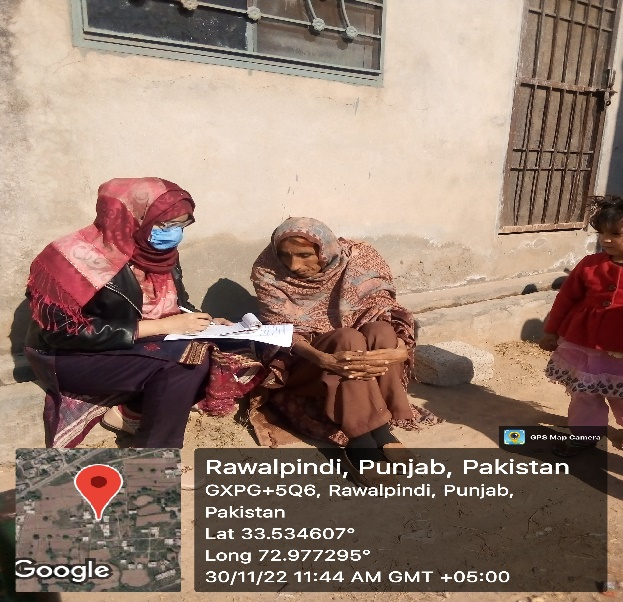 GPS Map Camera
Rawalpindi, Punjab, Pakistan
GXPG+5Q6, Rawalpindi, Punjab,
Pakistan
Lat 33.534607°
Long 72.977295°
30/11/22 11:44 AM GMT +05:00
Google